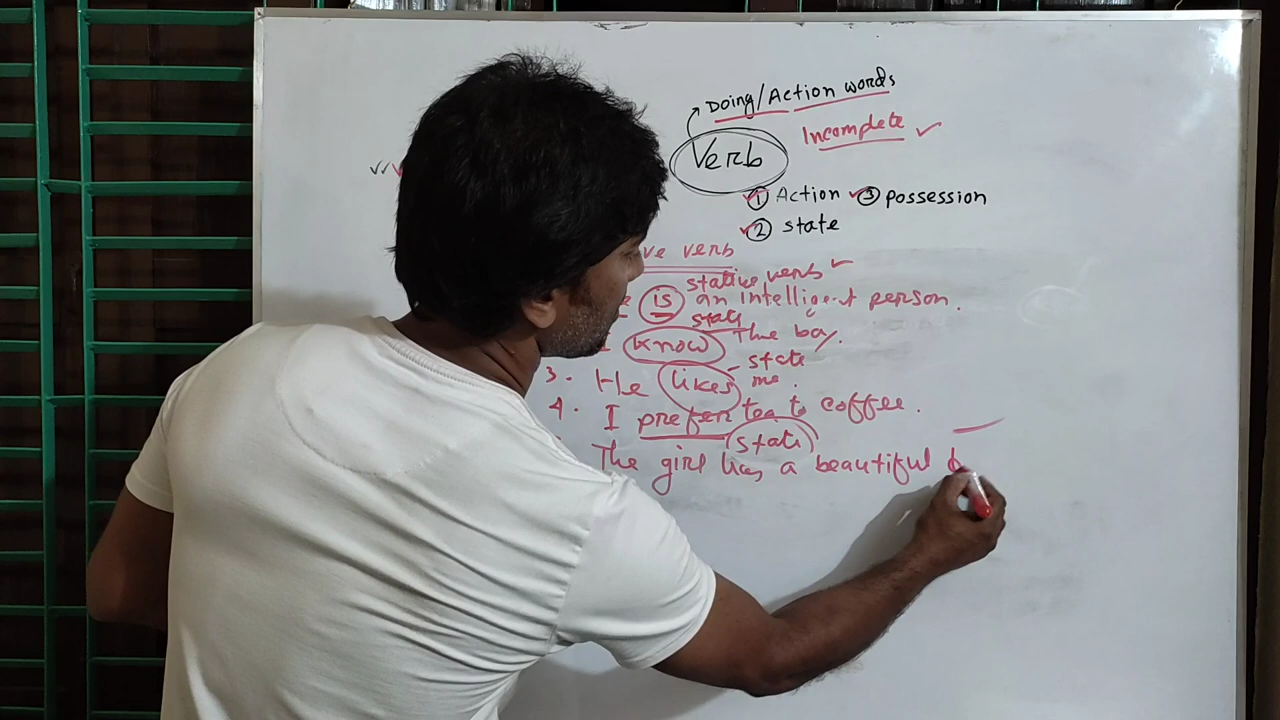 Doing/Action words
Incomplete ✓
Verb
① Action ③ possession
② state
ve verb
stative verb ✓
is an intelligent person.
state
know the boy.
state
3. He likes me.
4. I prefer tea to coffee.
(state)
The girl has a beautiful